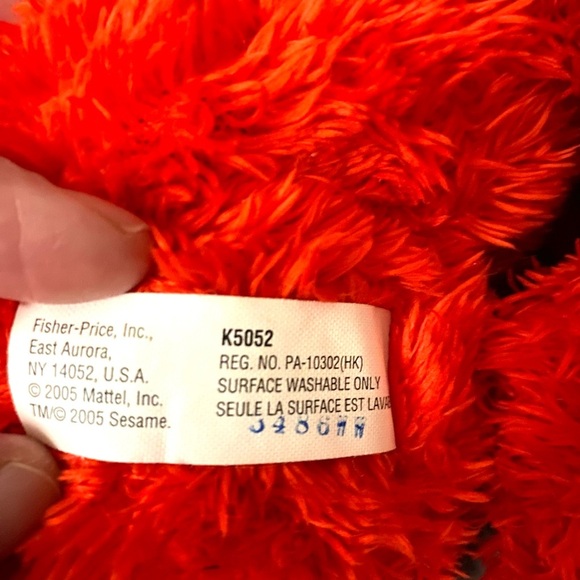 Fisher-Price, Inc.,
East Aurora,
NY 14052, U.S.A.
© 2005 Mattel, Inc.
TM/© 2005 Sesame.
K5052
REG. NO. PA-10302(HK)
SURFACE WASHABLE ONLY
SEULE LA SURFACE EST